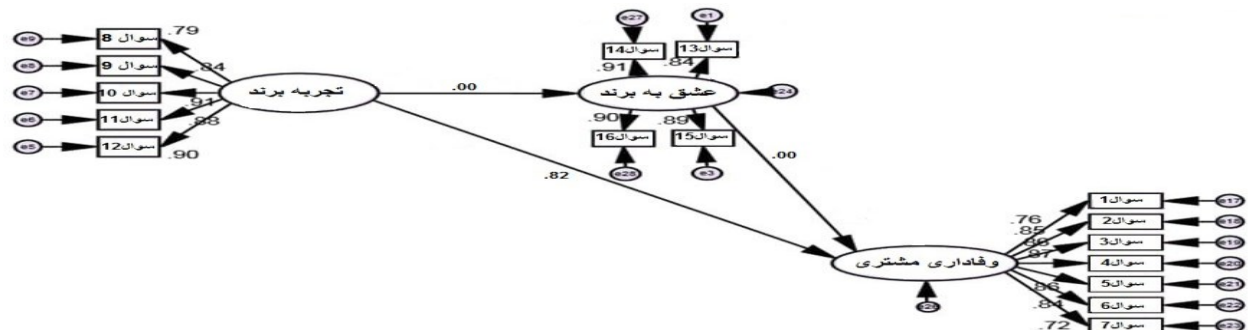 e9
سوال 8
.79
e8
سوال 9
.84
e7
سوال 10
.91
e6
سوال11
.88
e5
سوال12
.90
تجربه برند
.00
.82
e27
e1
سوال14
سوال13
.91
.84
عشق به برند
e24
.90
.89
سوال16
سوال15
e28
e3
.00
وفاداری مشتری
.76
سوال1
e17
.85
سوال2
e18
سوال3
e19
.87
سوال4
e20
سوال5
e21
.86
سوال6
e22
.84
.72
سوال7
e23